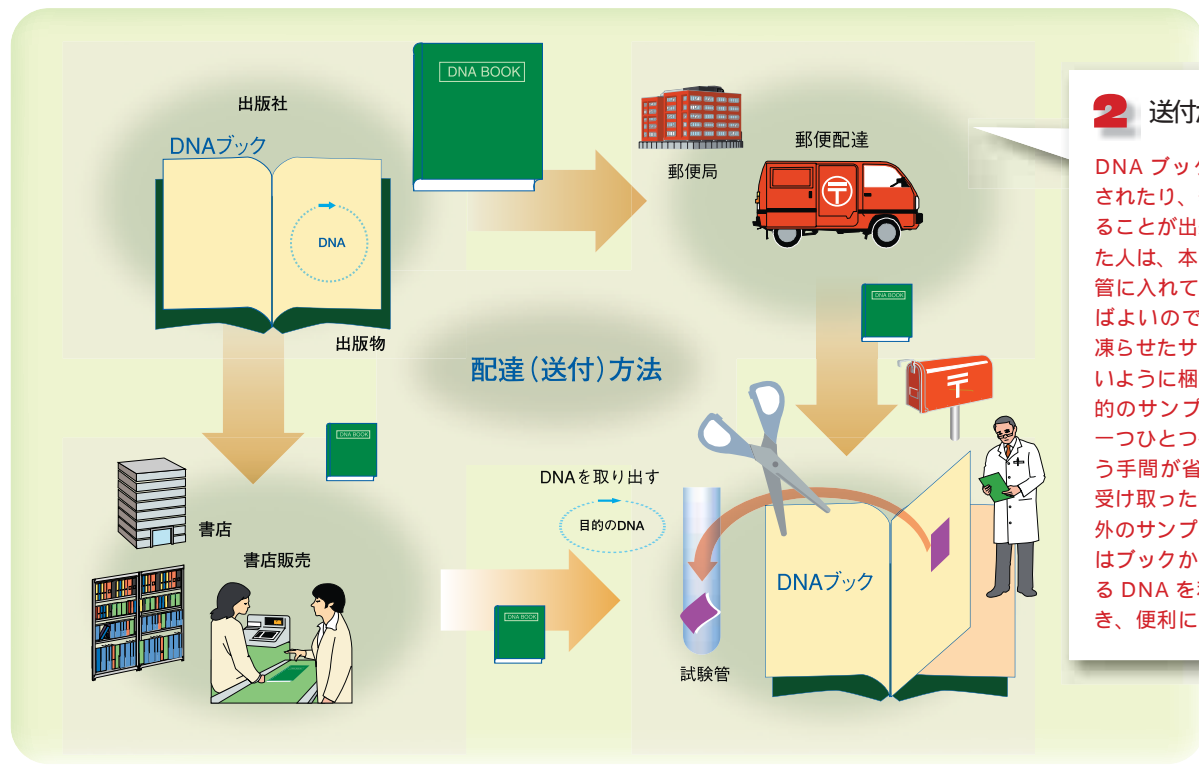 出版社
DNAブック
DNA
出版物
DNA BOOK
郵便局
郵便配達
〒
DNA BOOK
〒
配達(送付)方法
DNA BOOK
書店
書店販売
DNA BOOK
DNAを取り出す
目的のDNA
試験管
DNAブック
2 送付
DNA ブッ
されたり、
ることが出
た人は、本
管に入れて
ばよいので
凍らせたサ
いように梱
的のサンプ
一つひとつ
う手間が省
受け取った
外のサンプ
はブックか
る DNA を
き、便利に